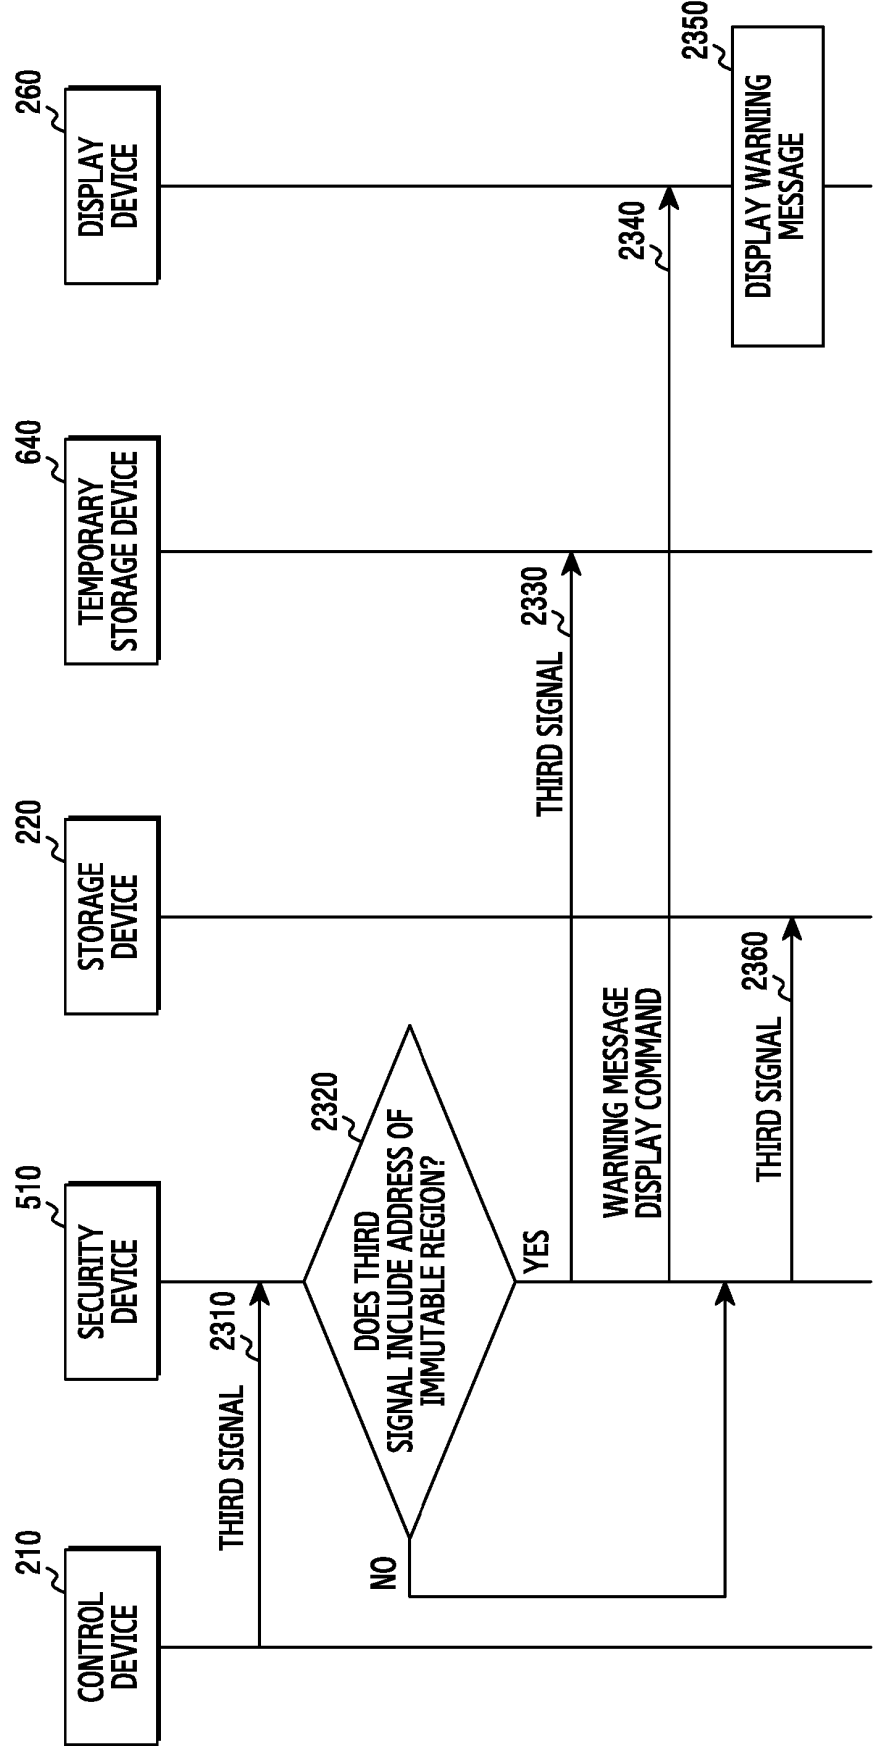 210
CONTROL
DEVICE
510
SECURITY
DEVICE
220
STORAGE
DEVICE
640
TEMPORARY
STORAGE DEVICE
260
DISPLAY
DEVICE
THIRD SIGNAL
2310
2320
DOES THIRD
SIGNAL INCLUDE ADDRESS OF
IMMUTABLE REGION?
NO
YES
THIRD SIGNAL
2330
WARNING MESSAGE
DISPLAY COMMAND
2340
2350
DISPLAY WARNING
MESSAGE
THIRD SIGNAL
2360